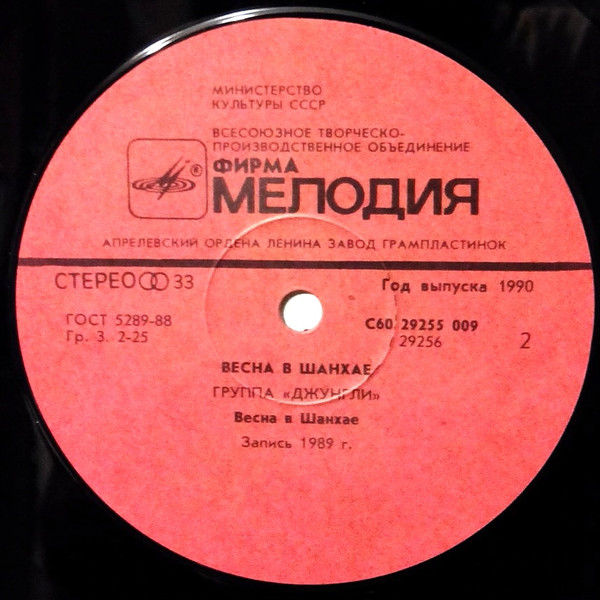 МИНИСТЕРСТВО
КУЛЬТУРЫ СССР
ВСЕСОЮЗНОЕ ТВОРЧЕСКО-
ПРОИЗВОДСТВЕННОЕ ОБЪЕДИНЕНИЕ
®
ФИРМА
МЕЛОДИЯ
АПРЕЛЕВСКИЙ ОРДЕНА ЛЕНИНА ЗАВОД ГРАМПЛАСТИНОК
СТЕРЕО 33
Год выпуска 1990
ГОСТ 5289-88
Гр. 3. 2-25
С60 29255 009
29256
2
ВЕСНА В ШАНХАЕ
ГРУППА «ДЖУНГЛИ»
Весна в Шанхае
Запись 1989 г.